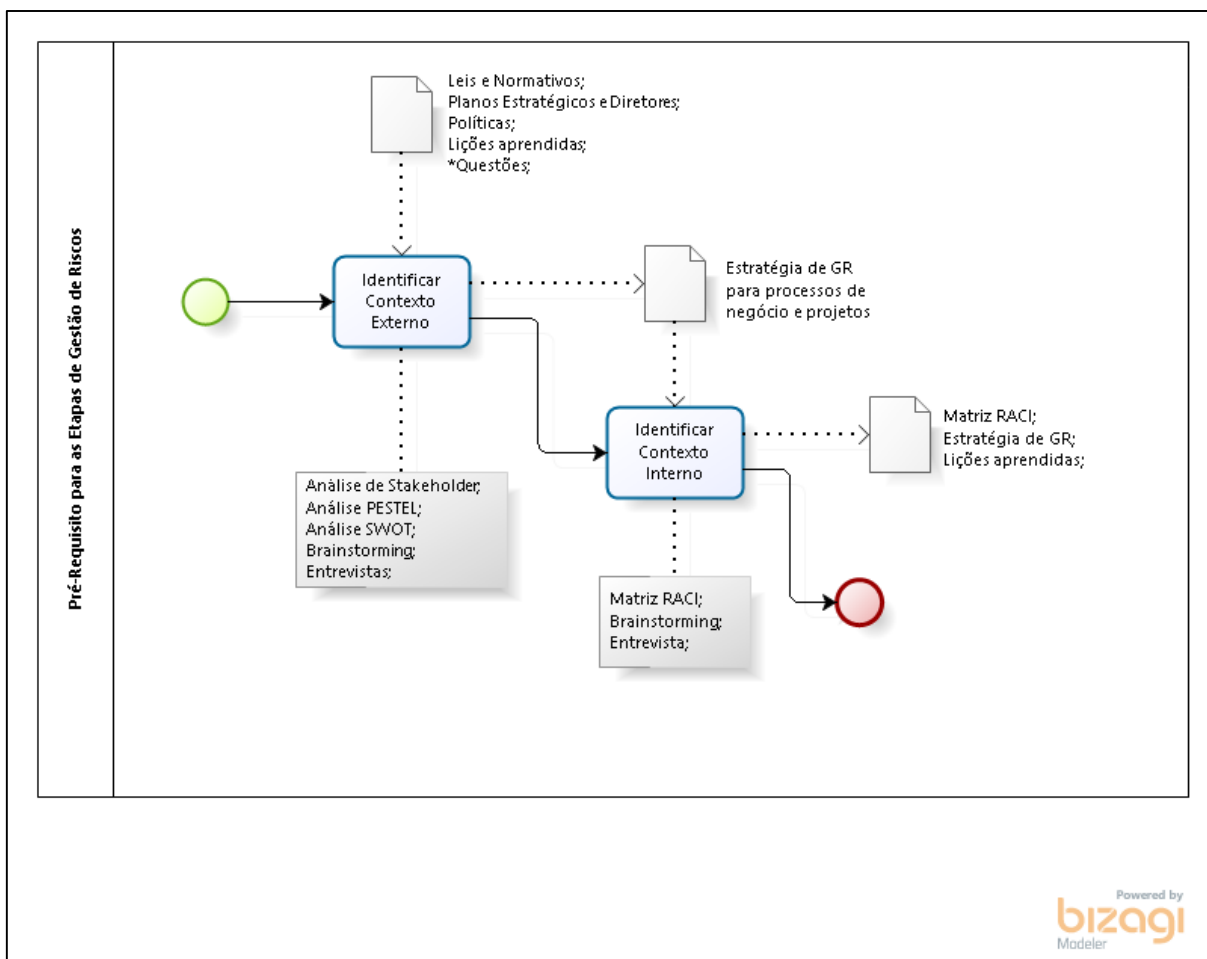 Pré-Requisito para as Etapas de Gestão de Riscos
Leis e Normativos;
Planos Estratégicos e Diretores;
Políticas;
Lições aprendidas;
*Questões;
Identificar
Contexto
Externo
Estratégia de GR
para processos de
negócio e projetos
Identificar
Contexto
Interno
Matriz RACI;
Estratégia de GR;
Lições aprendidas;
Análise de Stakeholder;
Análise PESTEL;
Análise SWOT;
Brainstorming;
Entrevistas;
Matriz RACI;
Brainstorming;
Entrevista;
Powered by
bizagi
Modeler